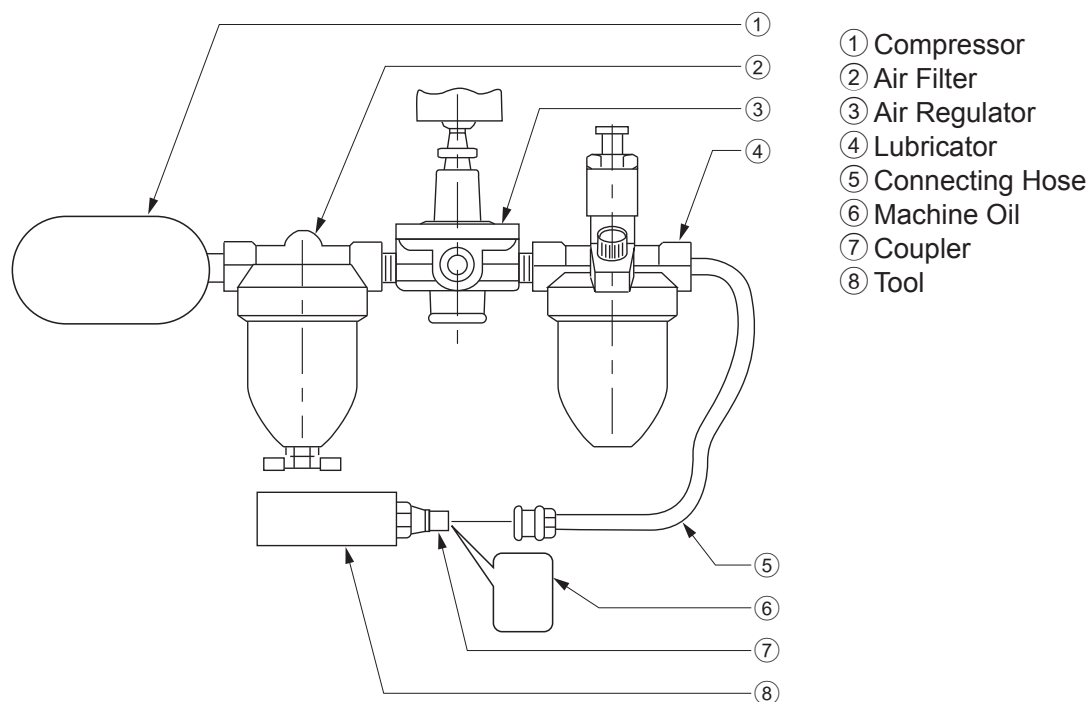 ①
②
③
④
⑤
⑥
⑦
⑧
① Compressor
② Air Filter
③ Air Regulator
④ Lubricator
⑤ Connecting Hose
⑥ Machine Oil
⑦ Coupler
⑧ Tool